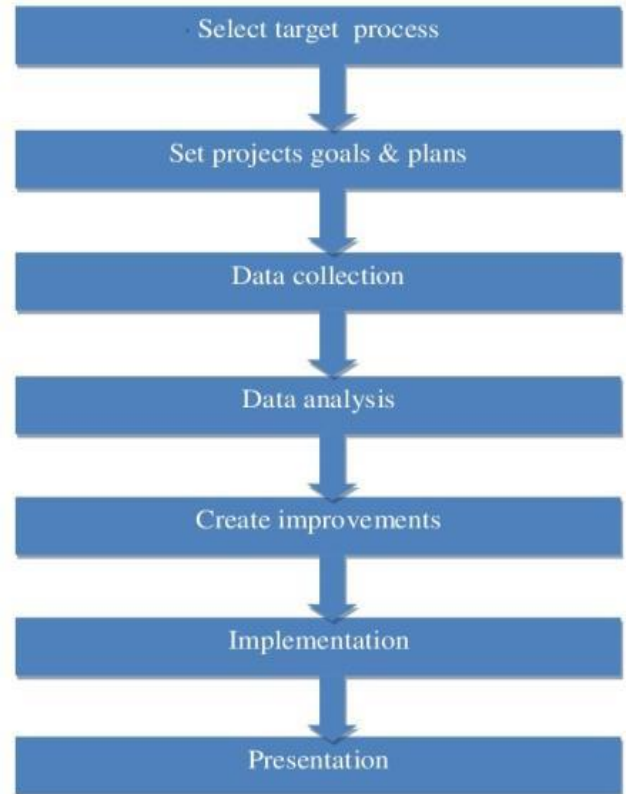 Select target process
Set projects goals & plans
Data collection
Data analysis
Create improvements
Implementation
Presentation